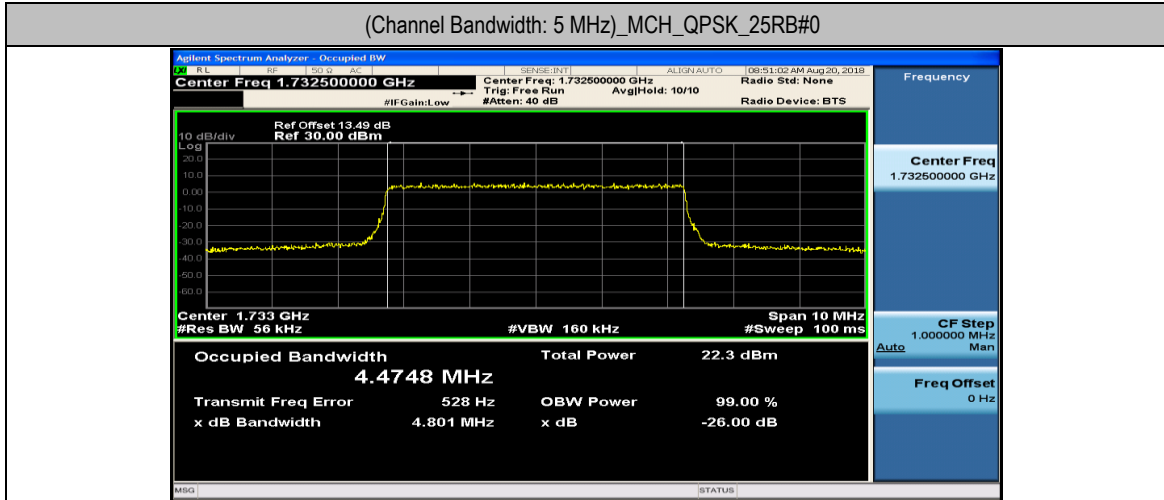 (Channel Bandwidth: 5 MHz)_MCH_QPSK_25RB#0
Agilent Spectrum Analyzer - Occupied BW
LXI RL RF 50 Ω AC SENSE:INT ALIGN AUTO 08:51:02 AM Aug 20, 2018
Center Freq 1.732500000 GHz
Center Freq: 1.732500000 GHz Radio Std: None
Trig: Free Run Avg|Hold: 10/10
#IFGain:Low #Atten: 40 dB Radio Device: BTS
Frequency
Ref Offset 13.49 dB
10 dB/div Ref 30.00 dBm
Log
20.0
10.0
0.00
-10.0
-20.0
-30.0
-40.0
-50.0
-60.0
Center 1.733 GHz Span 10 MHz
#Res BW 56 kHz #VBW 160 kHz #Sweep 100 ms
Center Freq
1.732500000 GHz
CF Step
1.000000 MHz
Auto Man
Freq Offset
0 Hz
Occupied Bandwidth Total Power 22.3 dBm
4.4748 MHz
Transmit Freq Error 528 Hz OBW Power 99.00 %
x dB Bandwidth 4.801 MHz x dB -26.00 dB
MSG STATUS